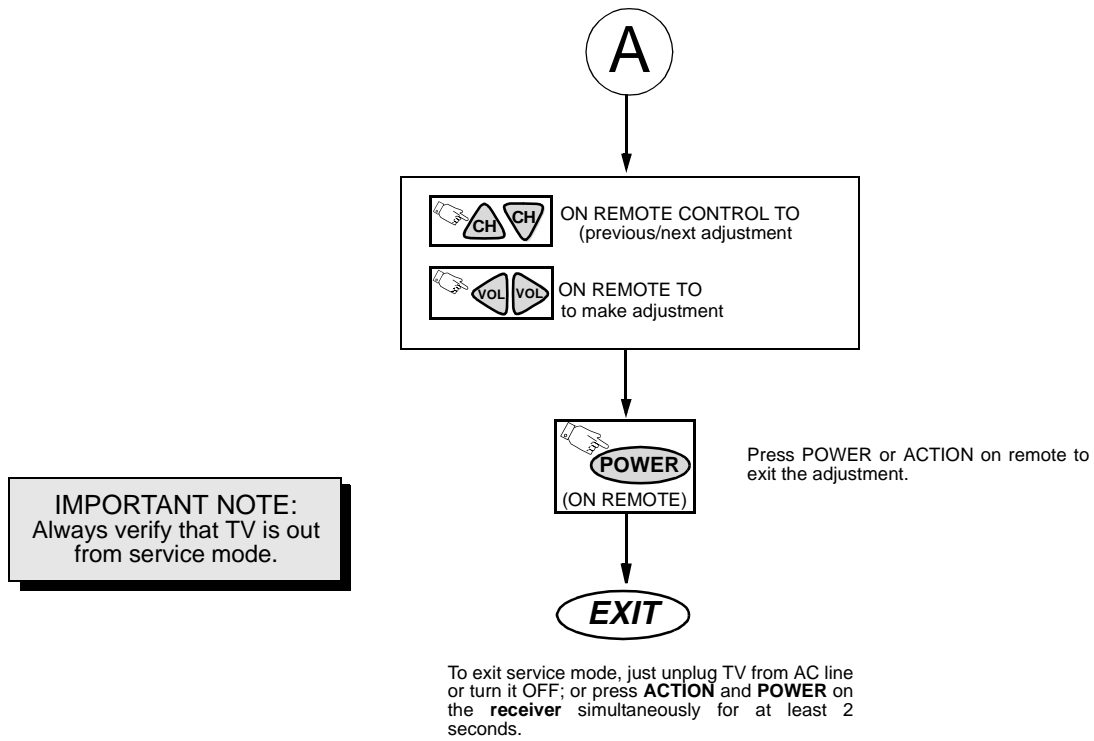 A
CH CH ON REMOTE CONTROL TO
(previous/next adjustment
VOL VOL ON REMOTE TO
to make adjustment
POWER
(ON REMOTE)
Press POWER or ACTION on remote to
exit the adjustment.
IMPORTANT NOTE:
Always verify that TV is out
from service mode.
EXIT
To exit service mode, just unplug TV from AC line
or turn it OFF; or press ACTION and POWER on
the receiver simultaneously for at least 2
seconds.